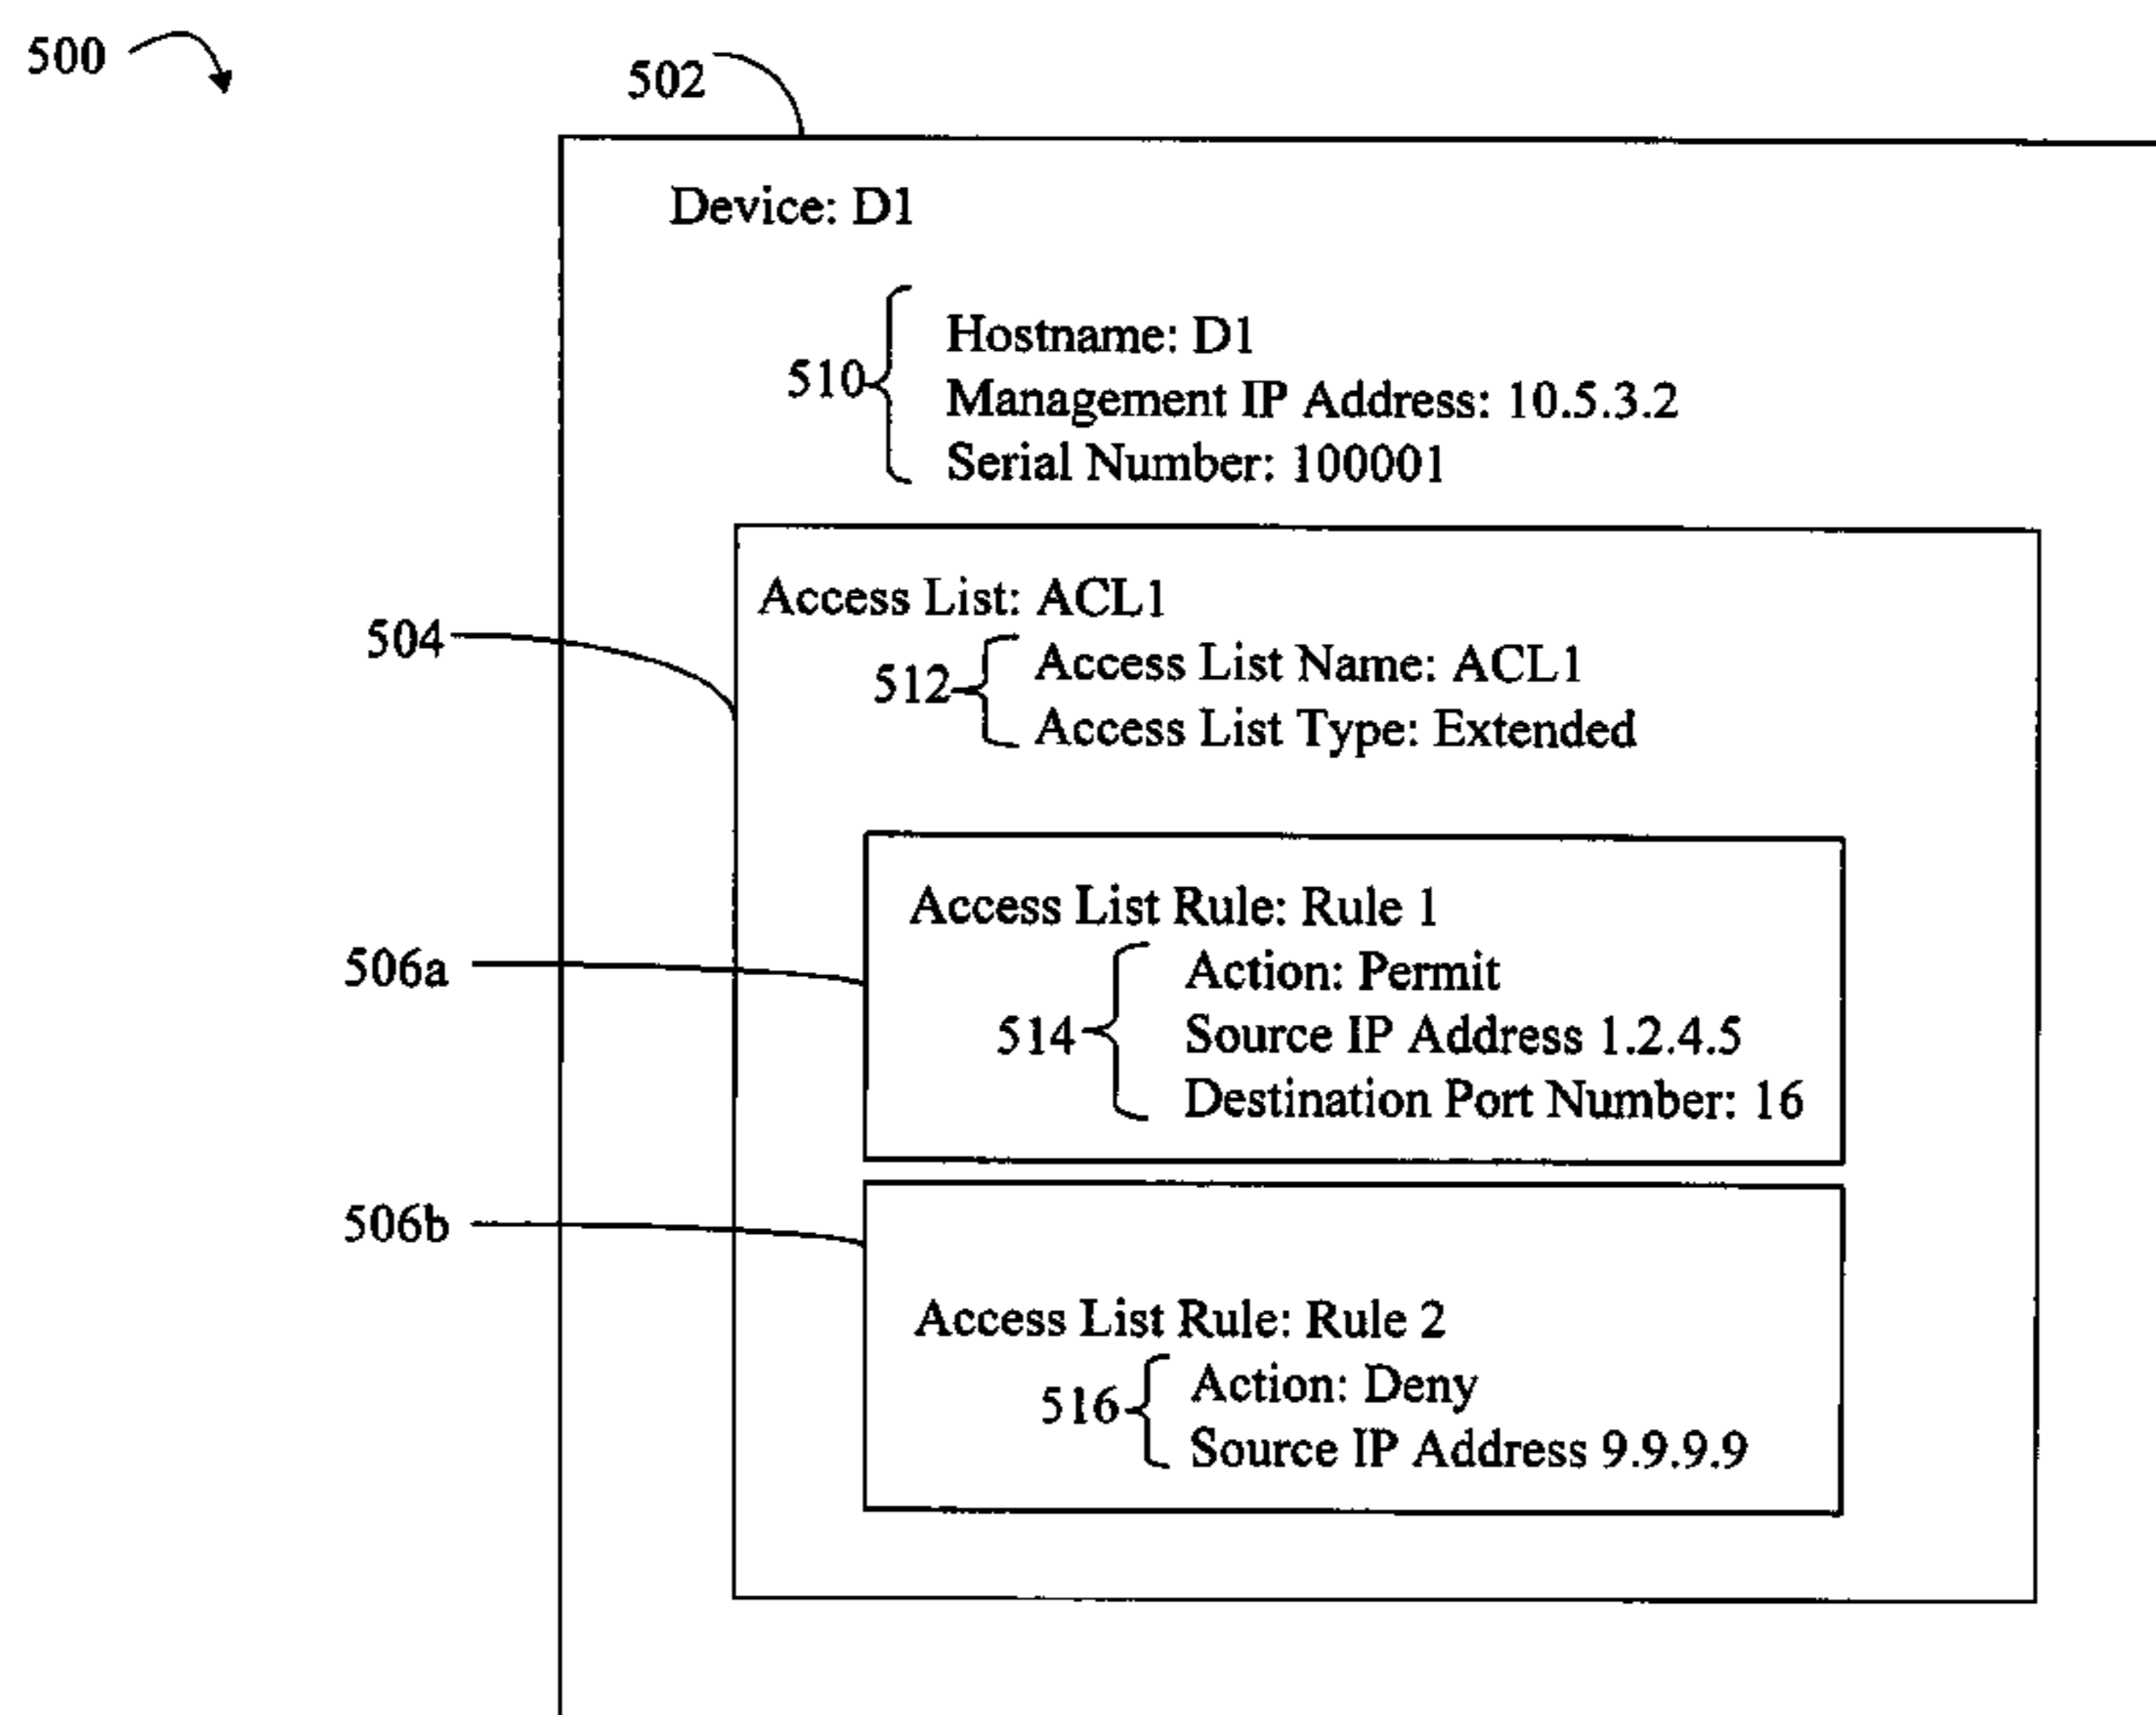 500
502
Device: D1
Hostname: D1
510
Management IP Address: 10.5.3.2
Serial Number: 100001
Access List: ACL1
504
Access List Name: ACL1
512
Access List Type: Extended
Access List Rule: Rule 1
506a
Action: Permit
514
Source IP Address 1.2.4.5
Destination Port Number: 16
506b
Access List Rule: Rule 2
Action: Deny
516
Source IP Address 9.9.9.9